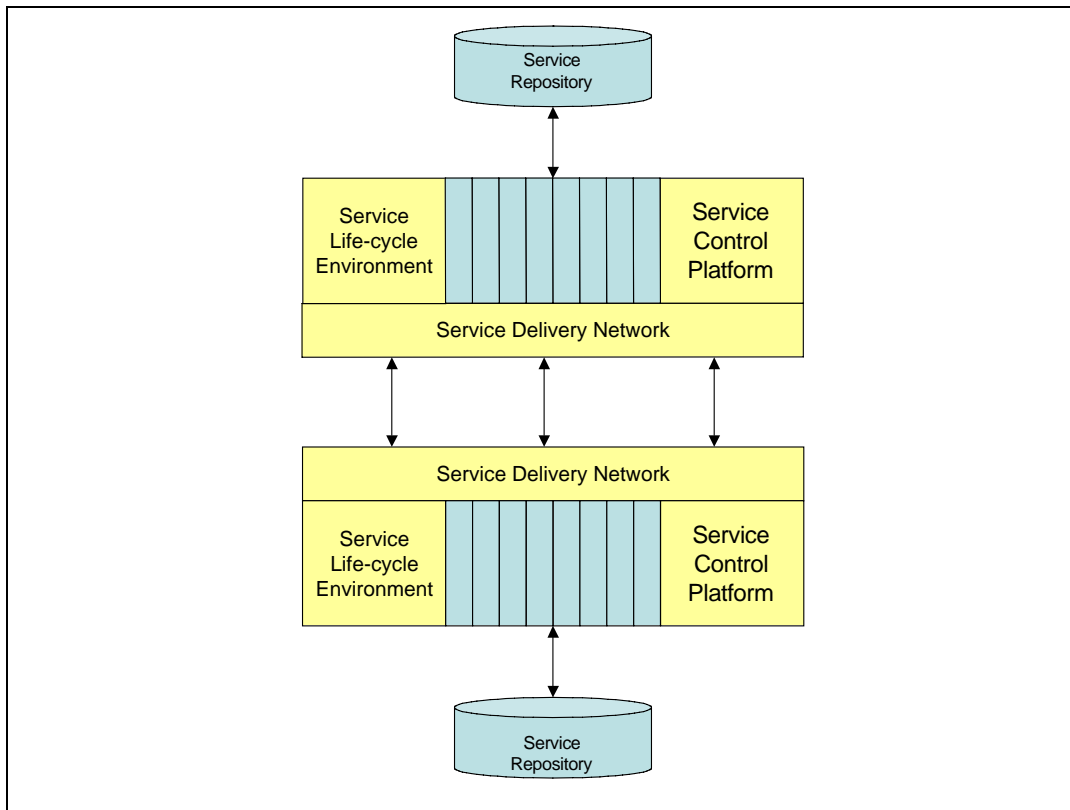 Service
Repository
Service
Life-cycle
Environment
Service
Control
Platform
Service Delivery Network
Service Delivery Network
Service
Life-cycle
Environment
Service
Control
Platform
Service
Repository